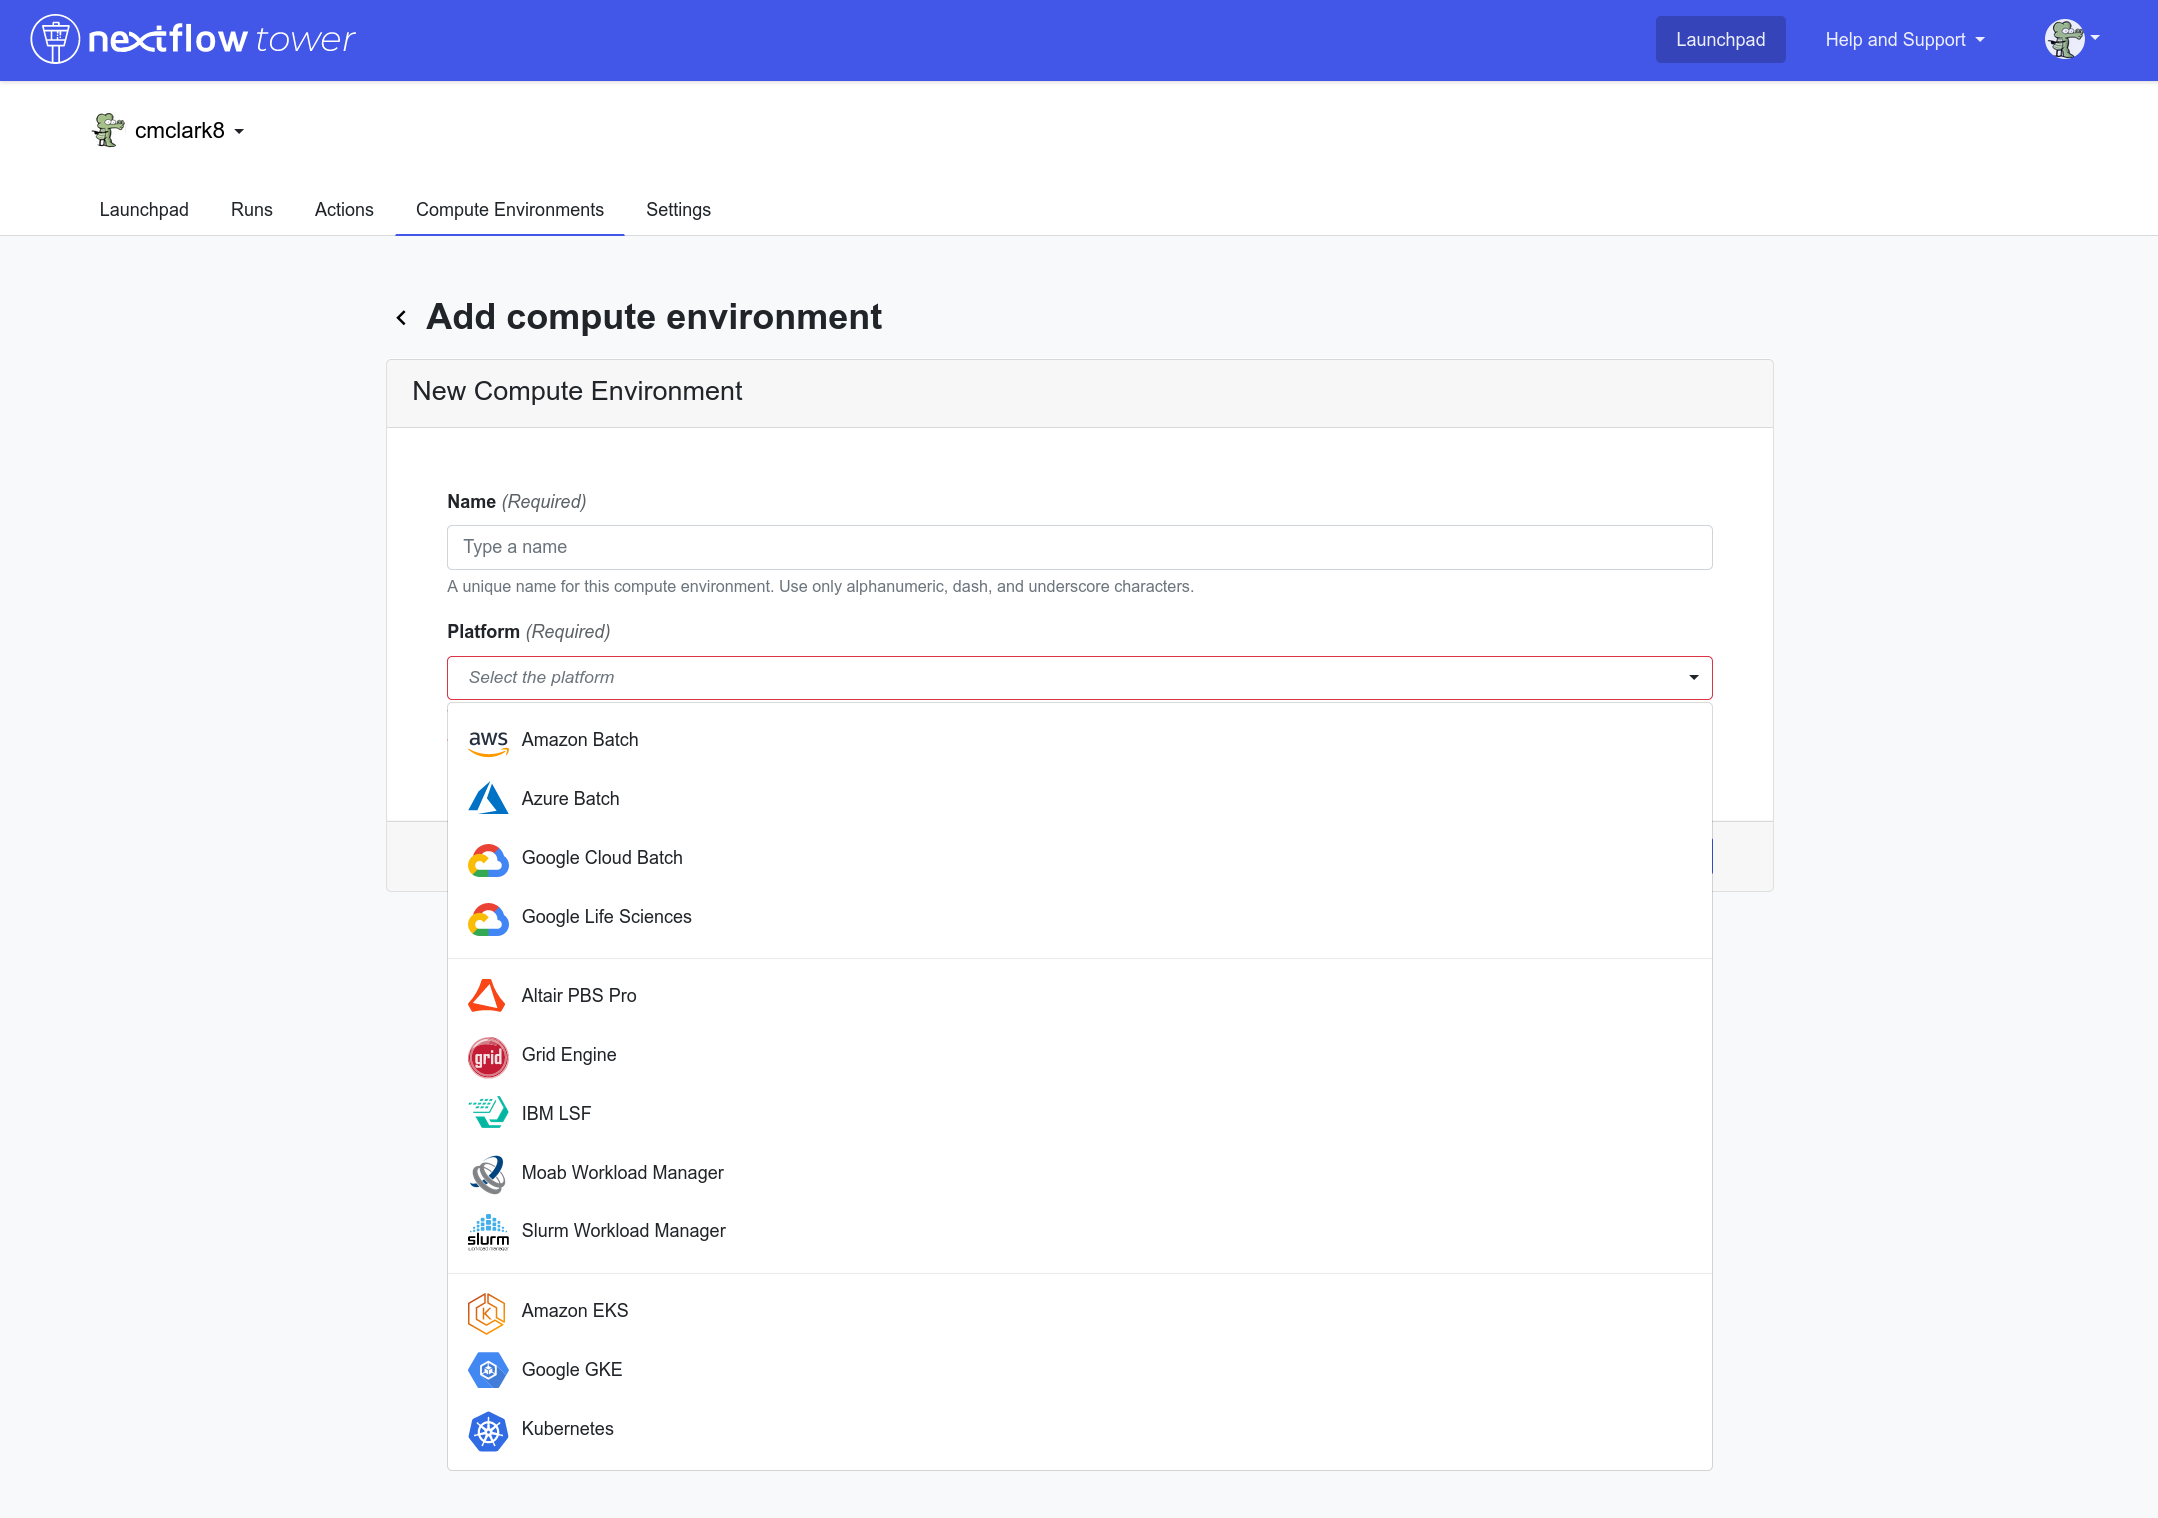 nextflow tower
Launchpad
Help and Support
cmclark8
Launchpad
Runs
Actions
Compute Environments
Settings
Add compute environment
New Compute Environment
Name (Required)
Type a name
A unique name for this compute environment. Use only alphanumeric, dash, and underscore characters.
Platform (Required)
Select the platform
aws Amazon Batch
Azure Batch
Google Cloud Batch
Google Life Sciences
Altair PBS Pro
grid Grid Engine
IBM LSF
Moab Workload Manager
slurm Slurm Workload Manager
workload manager
K Amazon EKS
Google GKE
Kubernetes